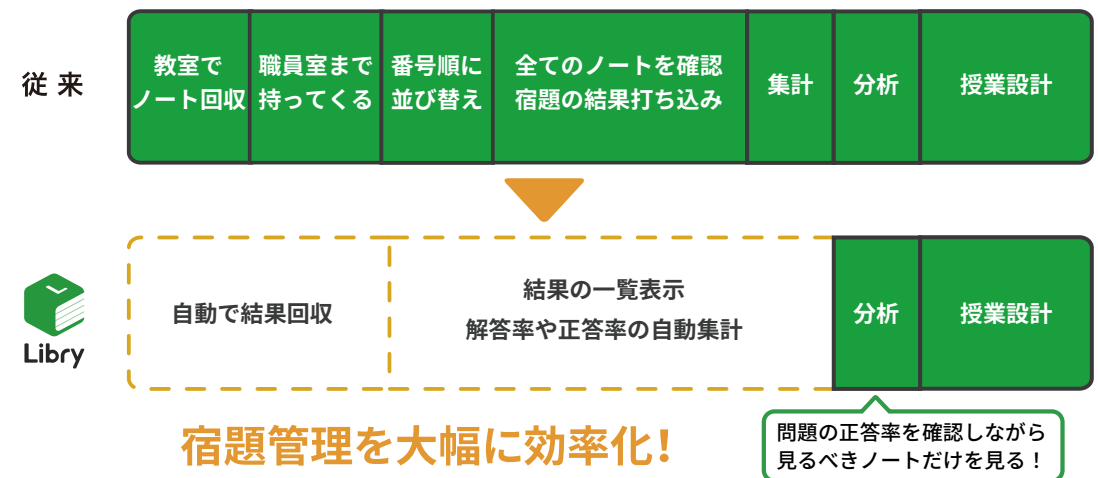 従来
教室で
ノート回収
職員室まで
持ってくる
番号順に
並び替え
全てのノートを確認
宿題の結果打ち込み
集計
分析
授業設計
Libry
自動で結果回収
結果の一覧表示
解答率や正答率の自動集計
分析
授業設計
宿題管理を大幅に効率化！
問題の正答率を確認しながら
見るべきノートだけを見る！